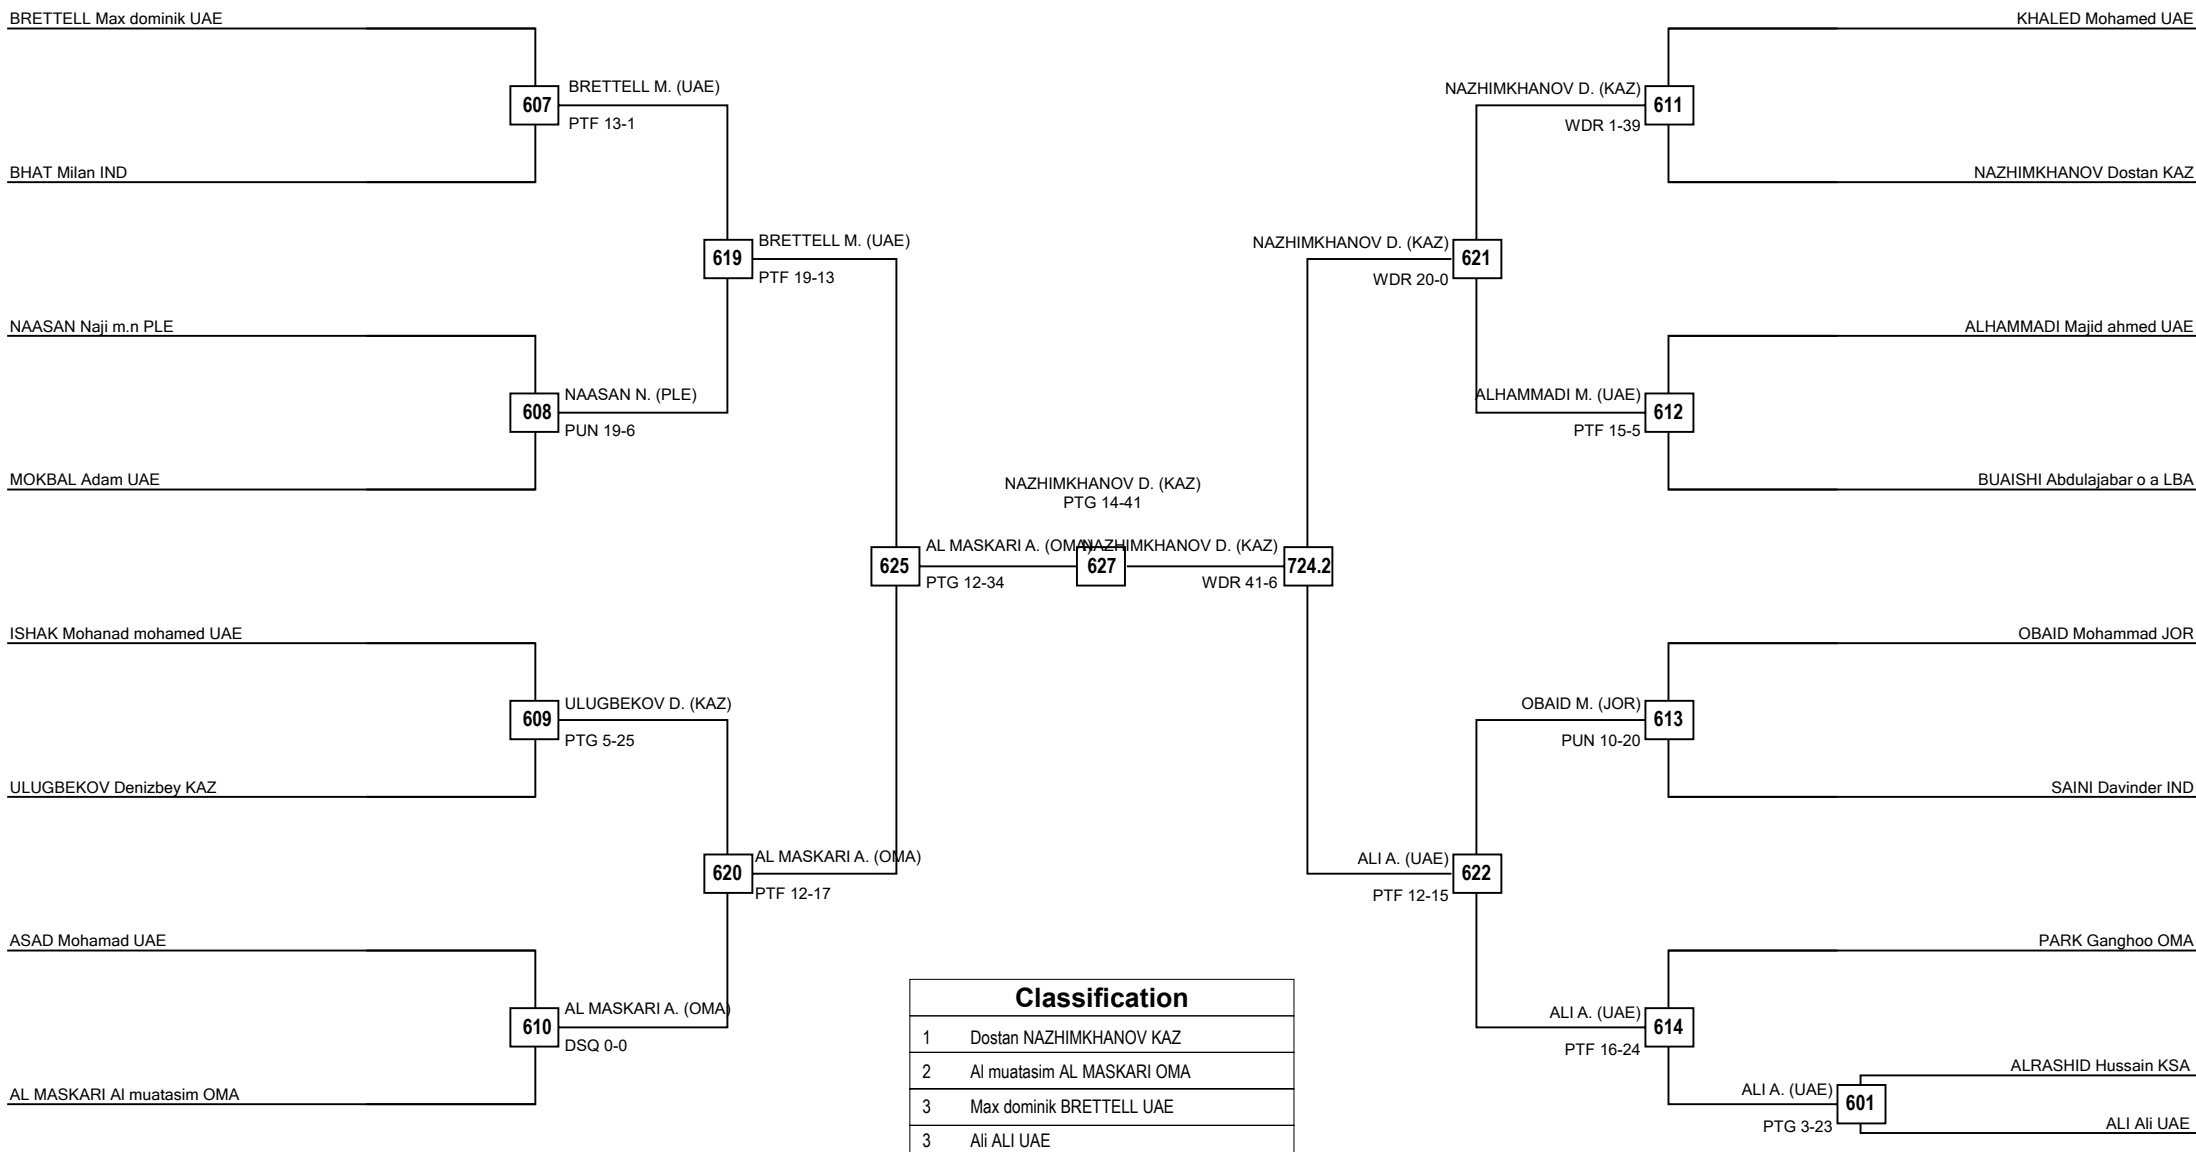 BRETTELL Max dominik UAE
607
BRETTELL M. (UAE)
PTF 13-1
BHAT Milan IND
619
BRETTELL M. (UAE)
PTF 19-13
NAASAN Naji m.n PLE
608
NAASAN N. (PLE)
PUN 19-6
MOKBAL Adam UAE
625
AL MASKARI A. (OMA)
PTG 12-34
ISHAK Mohanad mohamed UAE
609
ULUGBEKOV D. (KAZ)
PTG 5-25
ULUGBEKOV Denizbey KAZ
620
AL MASKARI A. (OMA)
PTF 12-17
ASAD Mohamad UAE
610
AL MASKARI A. (OMA)
DSQ 0-0
AL MASKARI Al muatasim OMA
NAZHIMKHANOV D. (KAZ)
PTG 14-41
627
KHALED Mohamed UAE
NAZHIMKHANOV D. (KAZ)
611
WDR 1-39
NAZHIMKHANOV Dostan KAZ
NAZHIMKHANOV D. (KAZ)
621
WDR 20-0
ALHAMMADI Majid ahmed UAE
ALHAMMADI M. (UAE)
612
PTF 15-5
BUAISHI Abdulajabar o a LBA
NAZHIMKHANOV D. (KAZ)
724.2
WDR 41-6
OBAID Mohammad JOR
OBAID M. (JOR)
613
PUN 10-20
SAINI Davinder IND
ALI A. (UAE)
622
PTF 12-15
PARK Ganghoo OMA
ALI A. (UAE)
614
PTF 16-24
ALRASHID Hussain KSA
ALI A. (UAE)
601
PTG 3-23
ALI Ali UAE
Classification
1 Dostan NAZHIMKHANOV KAZ
2 Al muatasim AL MASKARI OMA
3 Max dominik BRETTELL UAE
3 Ali ALI UAE